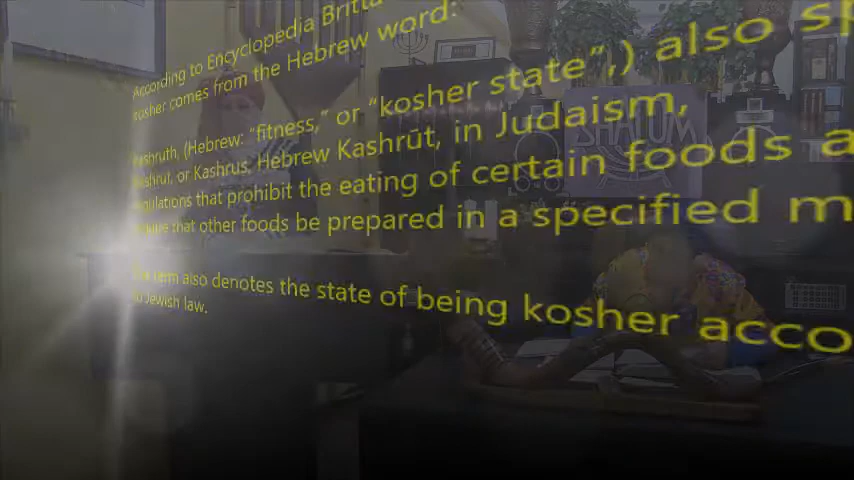 According to Encyclopedia Britta
kosher comes from the Hebrew word:
Kashruth, (Hebrew: “fitness,” or “kosher state”,) also sp
Kashrut, or Kashrus, Hebrew Kashrūt, in Judaism,
regulations that prohibit the eating of certain foods a
require that other foods be prepared in a specified m
The term also denotes the state of being kosher acco
to Jewish law.
SHALOM